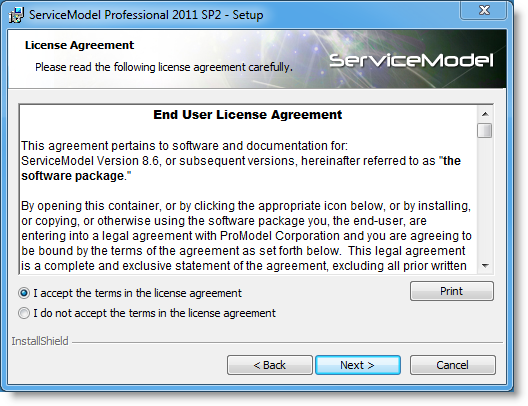 ServiceModel Professional 2011 SP2 - Setup
License Agreement
Please read the following license agreement carefully.
ServiceModel
End User License Agreement
This agreement pertains to software and documentation for:
ServiceModel Version 8.6, or subsequent versions, hereinafter referred to as "the
software package."
By opening this container, or by clicking the appropriate icon below, or by installing,
or copying, or otherwise using the software package you, the end-user, are
entering into a legal agreement with ProModel Corporation and you are agreeing to
be bound by the terms of the agreement as set forth below.  This legal agreement
is a complete and exclusive statement of the agreement, excluding all prior written
I accept the terms in the license agreement
Print
I do not accept the terms in the license agreement
InstallShield
< Back
Next >
Cancel